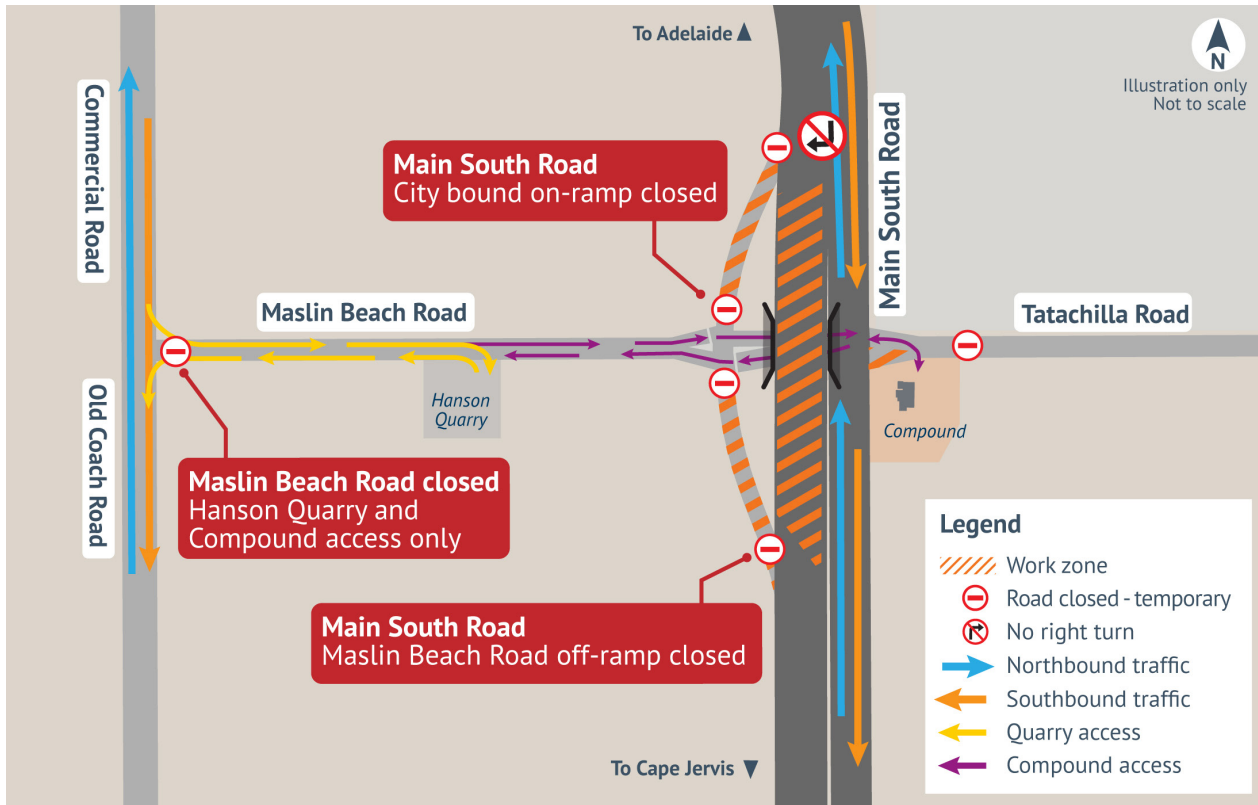 To Adelaide
N
Illustration only
Not to scale
Commercial Road
Main South Road
City bound on-ramp closed
Main South Road
Maslin Beach Road
Tatachilla Road
Old Coach Road
Hanson
Quarry
Compound
Maslin Beach Road closed
Hanson Quarry and
Compound access only
Main South Road
Maslin Beach Road off-ramp closed
To Cape Jervis
Legend
Work zone
Road closed - temporary
No right turn
Northbound traffic
Southbound traffic
Quarry access
Compound access